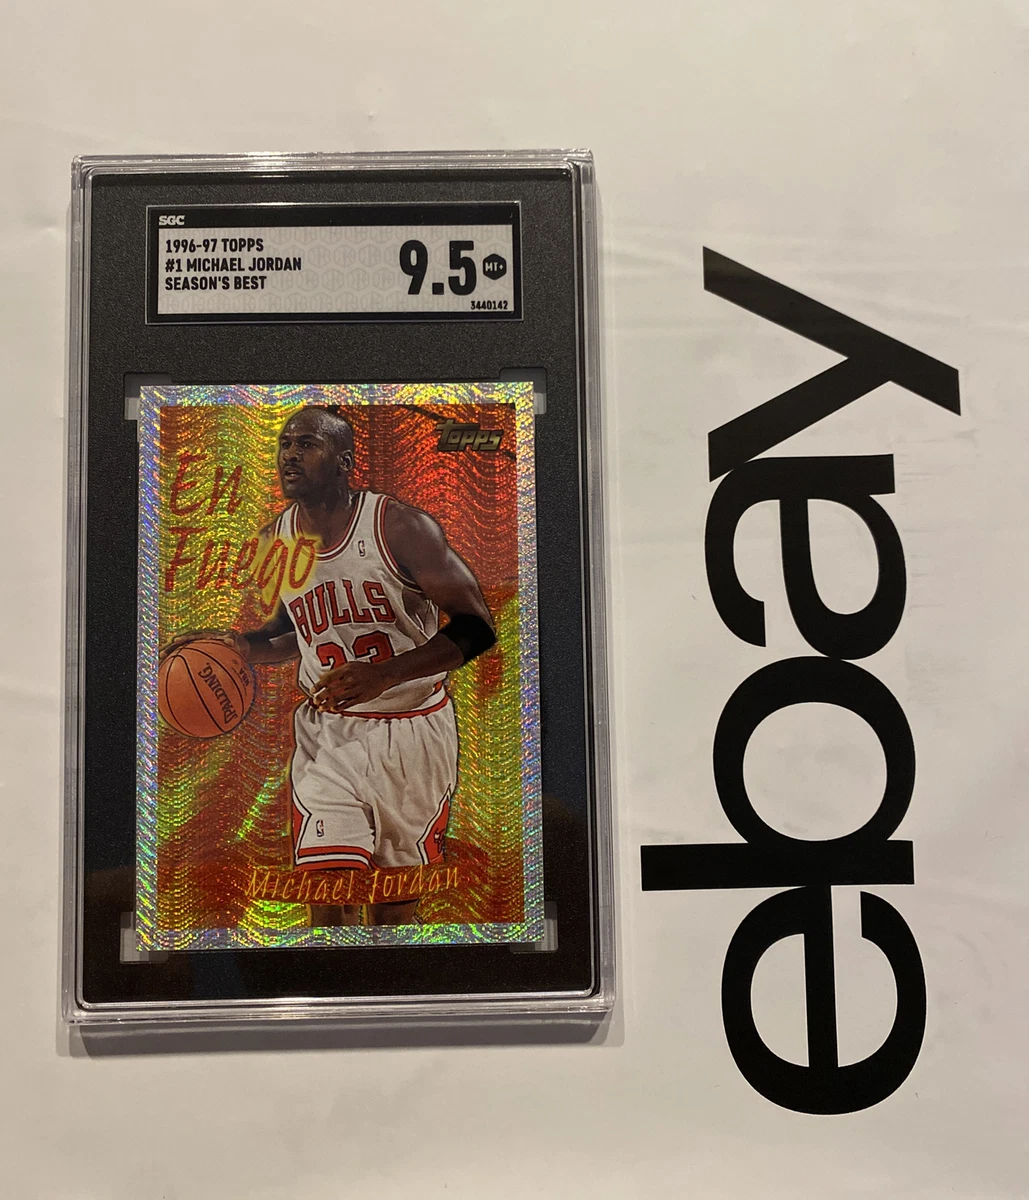 SGC
1996-97 TOPPS
#1 MICHAEL JORDAN
SEASON'S BEST
9.5
MT+
3440142
TOPPS
En
Fuego
BULLS
23
SPALDING
Michael Jordan
ebay